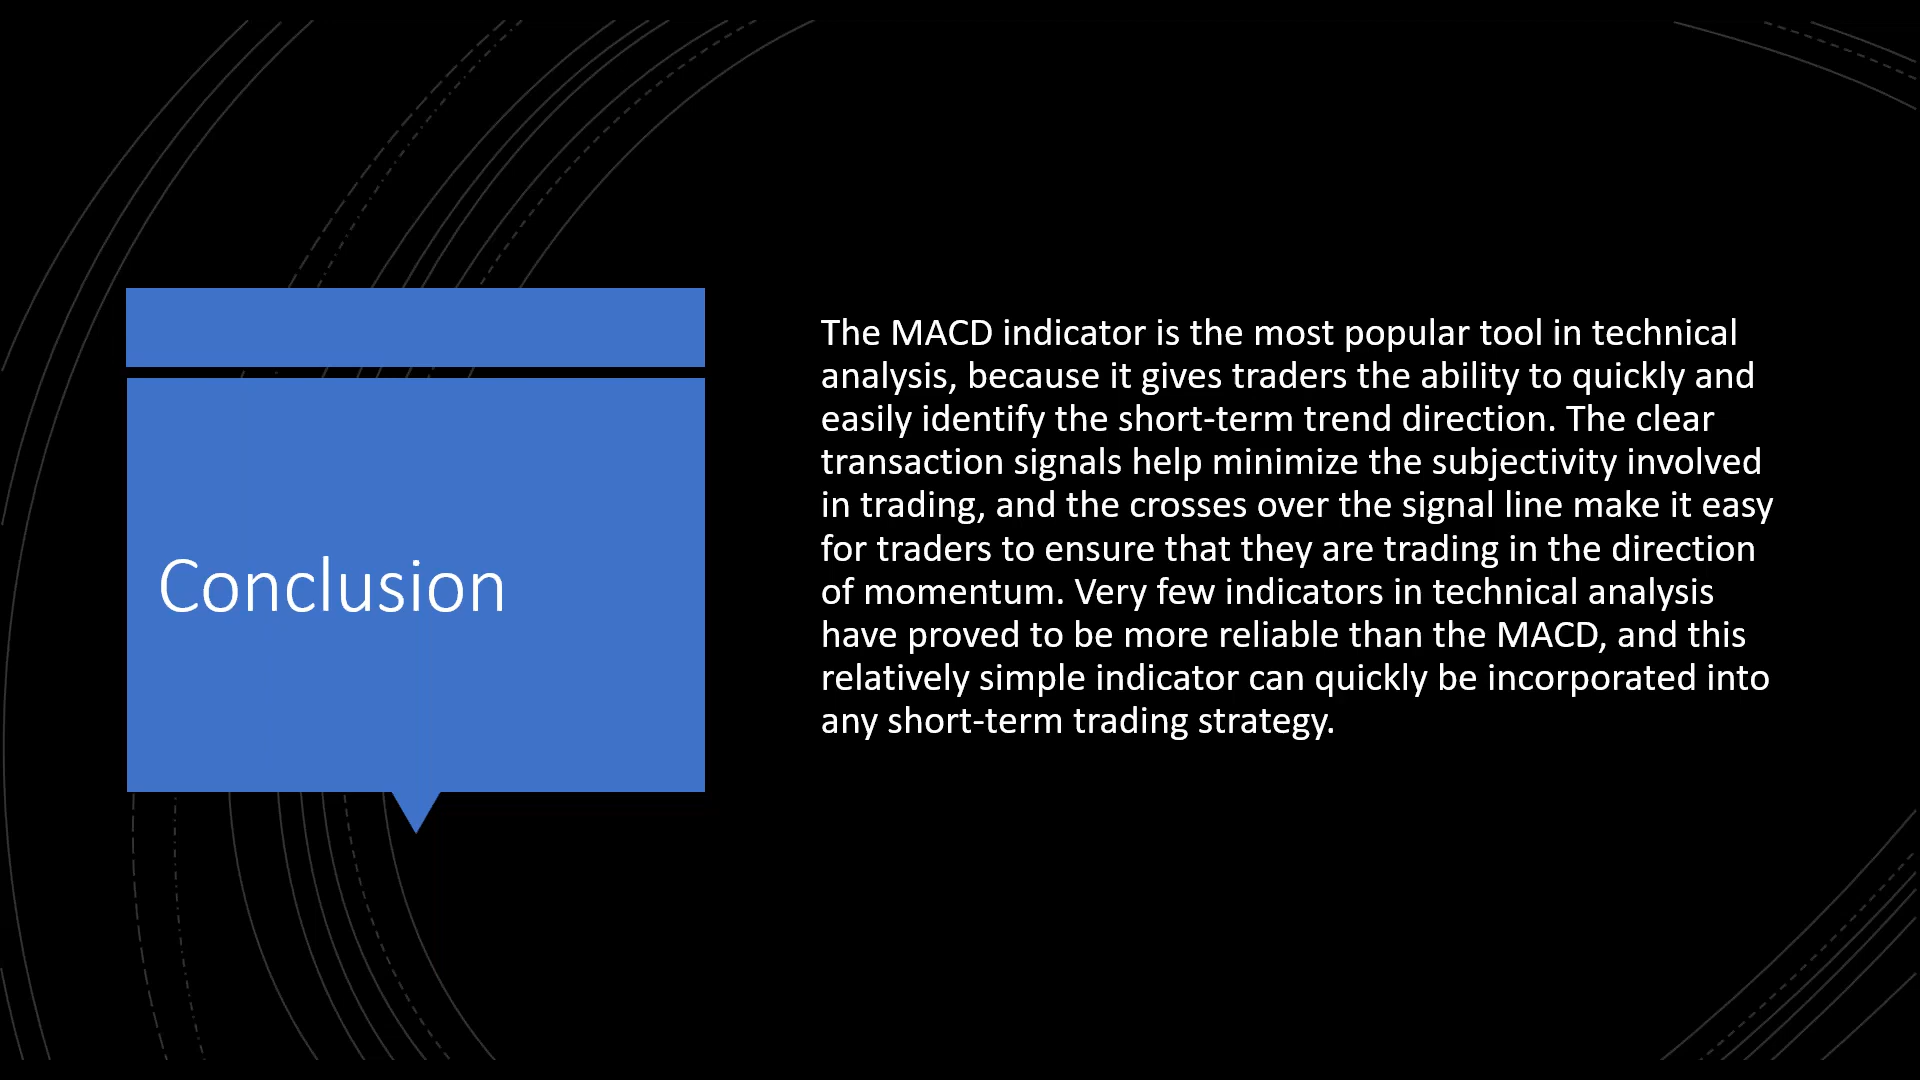 Conclusion
The MACD indicator is the most popular tool in technical
analysis, because it gives traders the ability to quickly and
easily identify the short-term trend direction. The clear
transaction signals help minimize the subjectivity involved
in trading, and the crosses over the signal line make it easy
for traders to ensure that they are trading in the direction
of momentum. Very few indicators in technical analysis
have proved to be more reliable than the MACD, and this
relatively simple indicator can quickly be incorporated into
any short-term trading strategy.